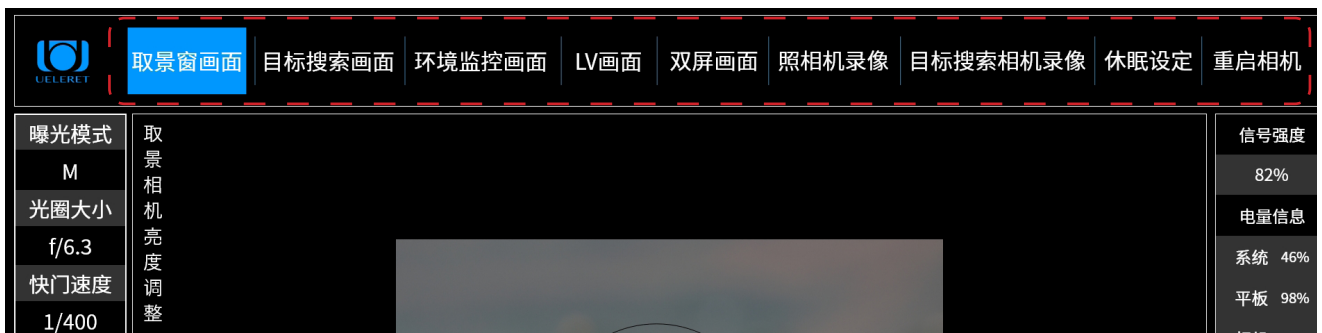 UELERET
取景窗画面 目标搜索画面 环境监控画面 LV画面 双屏画面 照相机录像 目标搜索相机录像 休眠设定 重启相机
曝光模式
M
光圈大小
f/6.3
快门速度
1/400
取景相机亮度调整
信号强度
82%
电量信息
系统 46%
平板 98%